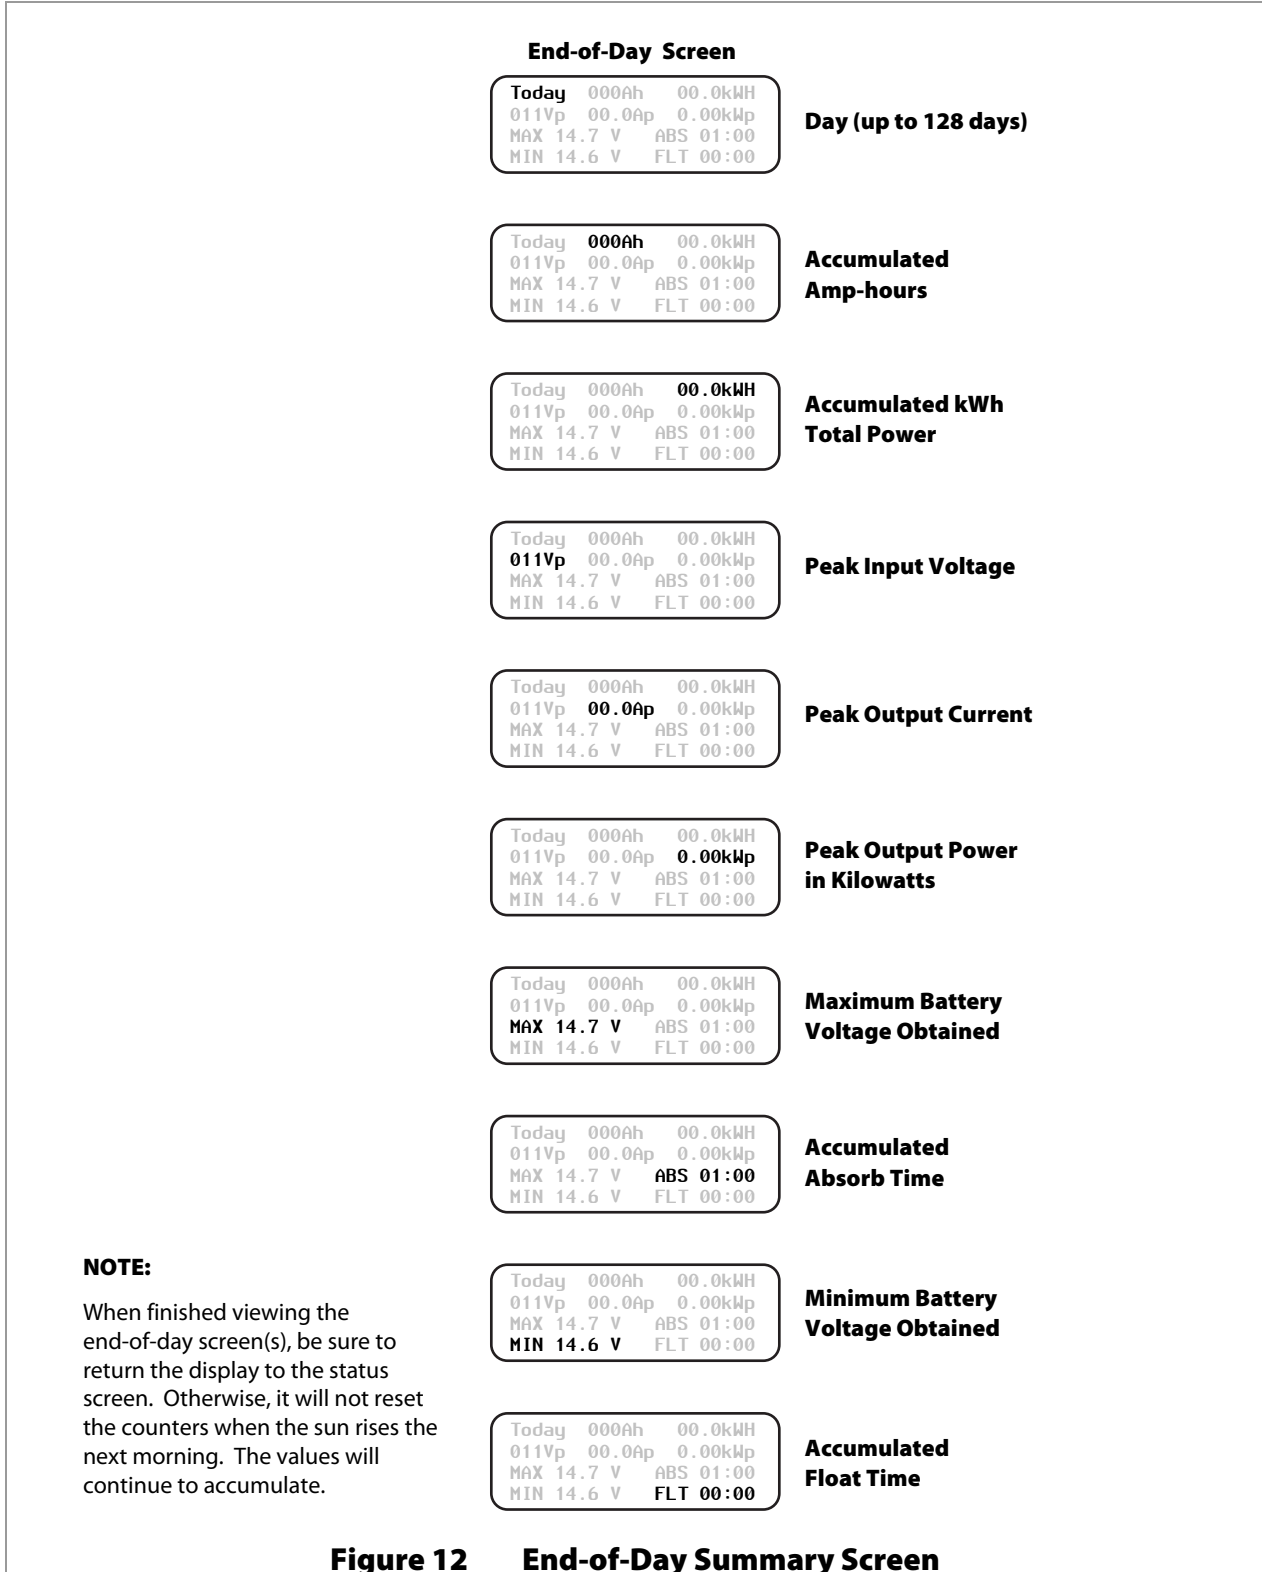 End-of-Day Screen
Today 000Ah 00.0kWH
011Vp 00.0Ap 0.00kWp
MAX 14.7 V ABS 01:00
MIN 14.6 V FLT 00:00
Day (up to 128 days)
Today 000Ah 00.0kWH
011Vp 00.0Ap 0.00kWp
MAX 14.7 V ABS 01:00
MIN 14.6 V FLT 00:00
Accumulated
Amp-hours
Today 000Ah 00.0kWH
011Vp 00.0Ap 0.00kWp
MAX 14.7 V ABS 01:00
MIN 14.6 V FLT 00:00
Accumulated kWh
Total Power
Today 000Ah 00.0kWH
011Vp 00.0Ap 0.00kWp
MAX 14.7 V ABS 01:00
MIN 14.6 V FLT 00:00
Peak Input Voltage
Today 000Ah 00.0kWH
011Vp 00.0Ap 0.00kWp
MAX 14.7 V ABS 01:00
MIN 14.6 V FLT 00:00
Peak Output Current
Today 000Ah 00.0kWH
011Vp 00.0Ap 0.00kWp
MAX 14.7 V ABS 01:00
MIN 14.6 V FLT 00:00
Peak Output Power
in Kilowatts
Today 000Ah 00.0kWH
011Vp 00.0Ap 0.00kWp
MAX 14.7 V ABS 01:00
MIN 14.6 V FLT 00:00
Maximum Battery
Voltage Obtained
Today 000Ah 00.0kWH
011Vp 00.0Ap 0.00kWp
MAX 14.7 V ABS 01:00
MIN 14.6 V FLT 00:00
Accumulated
Absorb Time
NOTE:
When finished viewing the
end-of-day screen(s), be sure to
return the display to the status
screen. Otherwise, it will not reset
the counters when the sun rises the
next morning. The values will
continue to accumulate.
Today 000Ah 00.0kWH
011Vp 00.0Ap 0.00kWp
MAX 14.7 V ABS 01:00
MIN 14.6 V FLT 00:00
Minimum Battery
Voltage Obtained
Today 000Ah 00.0kWH
011Vp 00.0Ap 0.00kWp
MAX 14.7 V ABS 01:00
MIN 14.6 V FLT 00:00
Accumulated
Float Time
Figure 12 End-of-Day Summary Screen